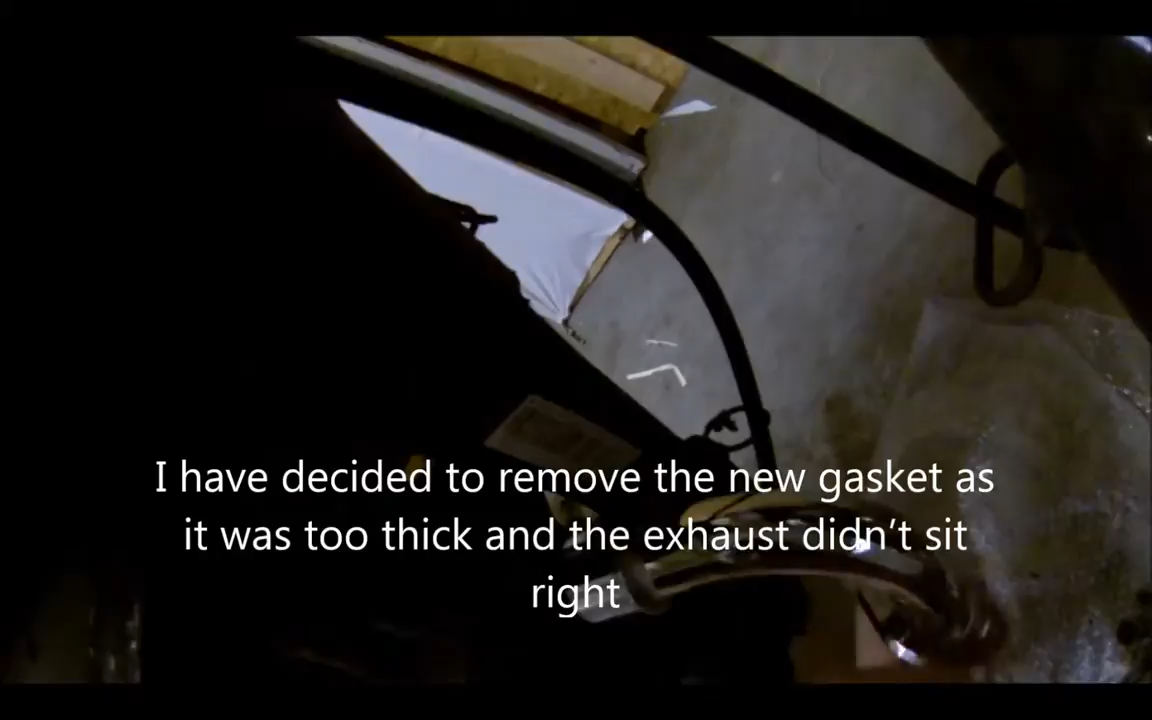 I have decided to remove the new gasket as
it was too thick and the exhaust didn’t sit
right